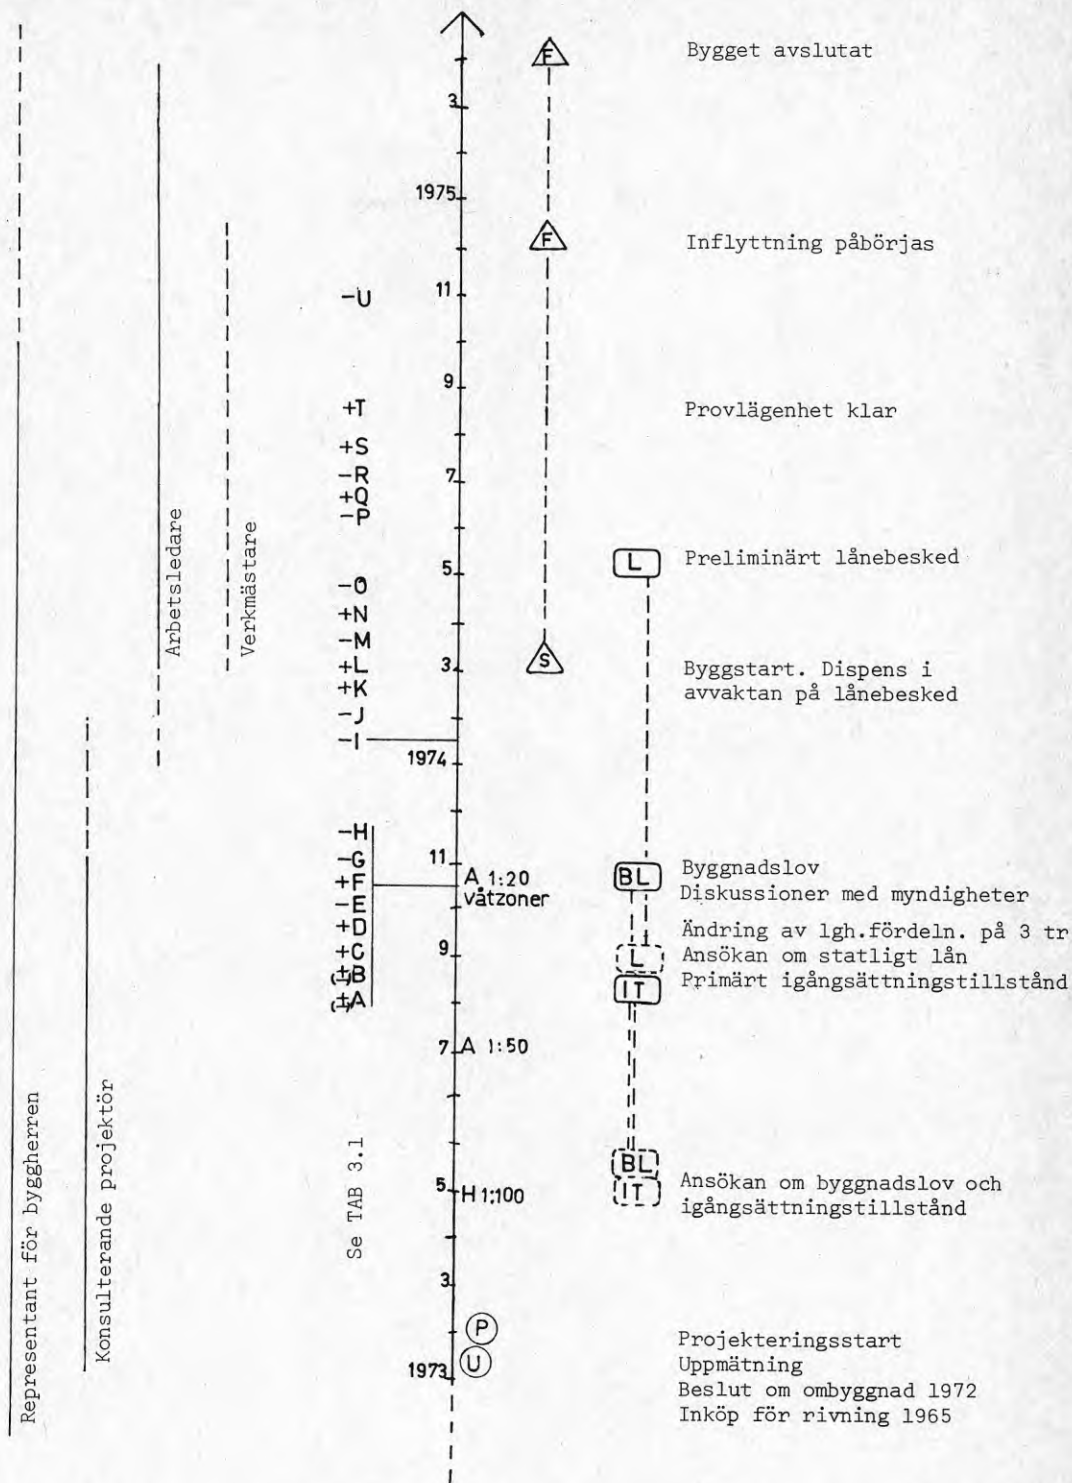 F Bygget avslutat
3
1975
F Inflyttning påbörjas
-U 11
9
+T Provlägenhet klar
+S
-R 7
+Q
-P
L Preliminärt lånebesked
5
-O
+N
-M
+L 3 S Byggstart. Dispens i
+K avvaktan på lånebesked
-J
-I
1974
-H
-G 11 BL Byggnadslov
+F A 1:20 Diskussioner med myndigheter
-E våtzoner
+D Ändring av lgh.fördeln. på 3 tr
+C 9 L Ansökan om statligt lån
(±)B IT Primärt igångsättningstillstånd
(±)A
7 A 1:50
BL
5 H 1:100 IT Ansökan om byggnadslov och
igångsättningstillstånd
3
P Projekteringsstart
1973 U Uppmätning
Beslut om ombyggnad 1972
Inköp för rivning 1965
Representant för byggherren
Konsulterande projektör
Arbetsledare
Verkmästare
Se TAB 3.1